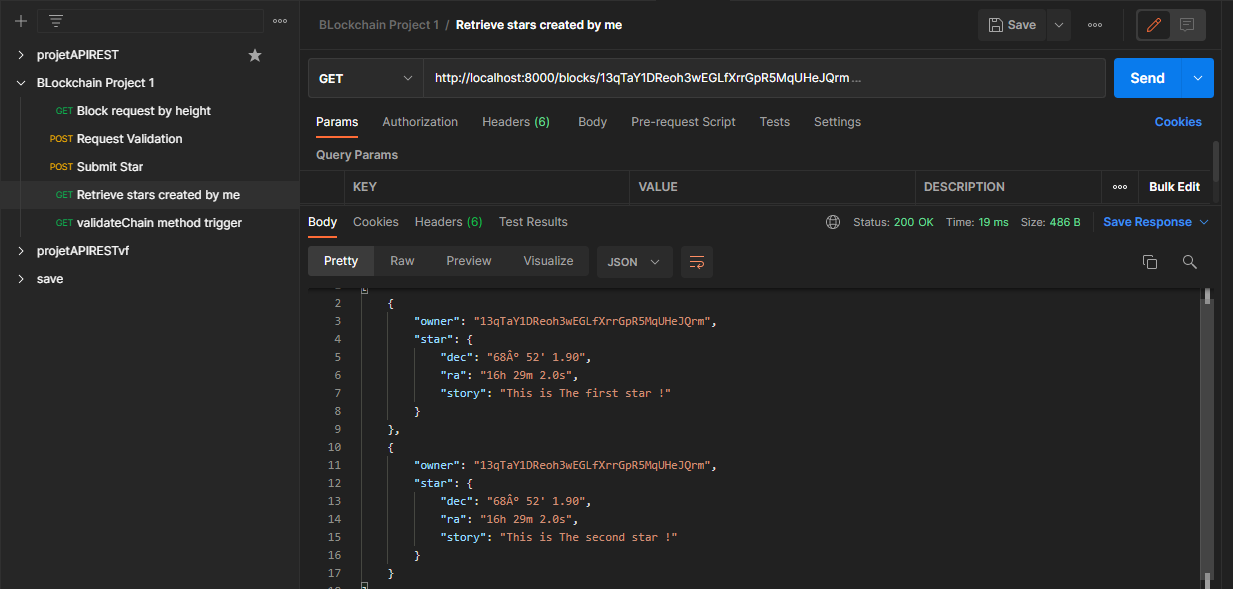 BLockchain Project 1 / Retrieve stars created by me
Save
projetAPIREST
BLockchain Project 1
GET Block request by height
POST Request Validation
POST Submit Star
GET Retrieve stars created by me
GET validateChain method trigger
projetAPIRESTvf
save
GET http://localhost:8000/blocks/13qTaY1DReoh3wEGLfXrrGpR5MqUHeJQrm ...
Send
Params Authorization Headers (6) Body Pre-request Script Tests Settings Cookies
Query Params
KEY VALUE DESCRIPTION Bulk Edit
Body Cookies Headers (6) Test Results Status: 200 OK Time: 19 ms Size: 486 B Save Response
Pretty Raw Preview Visualize JSON
2 {
3 "owner": "13qTaY1DReoh3wEGLfXrrGpR5MqUHeJQrm",
4 "star": {
5 "dec": "68Âº 52' 1.90",
6 "ra": "16h 29m 2.0s",
7 "story": "This is The first star !"
8 }
9 },
10 {
11 "owner": "13qTaY1DReoh3wEGLfXrrGpR5MqUHeJQrm",
12 "star": {
13 "dec": "68Âº 52' 1.90",
14 "ra": "16h 29m 2.0s",
15 "story": "This is The second star !"
16 }
17 }